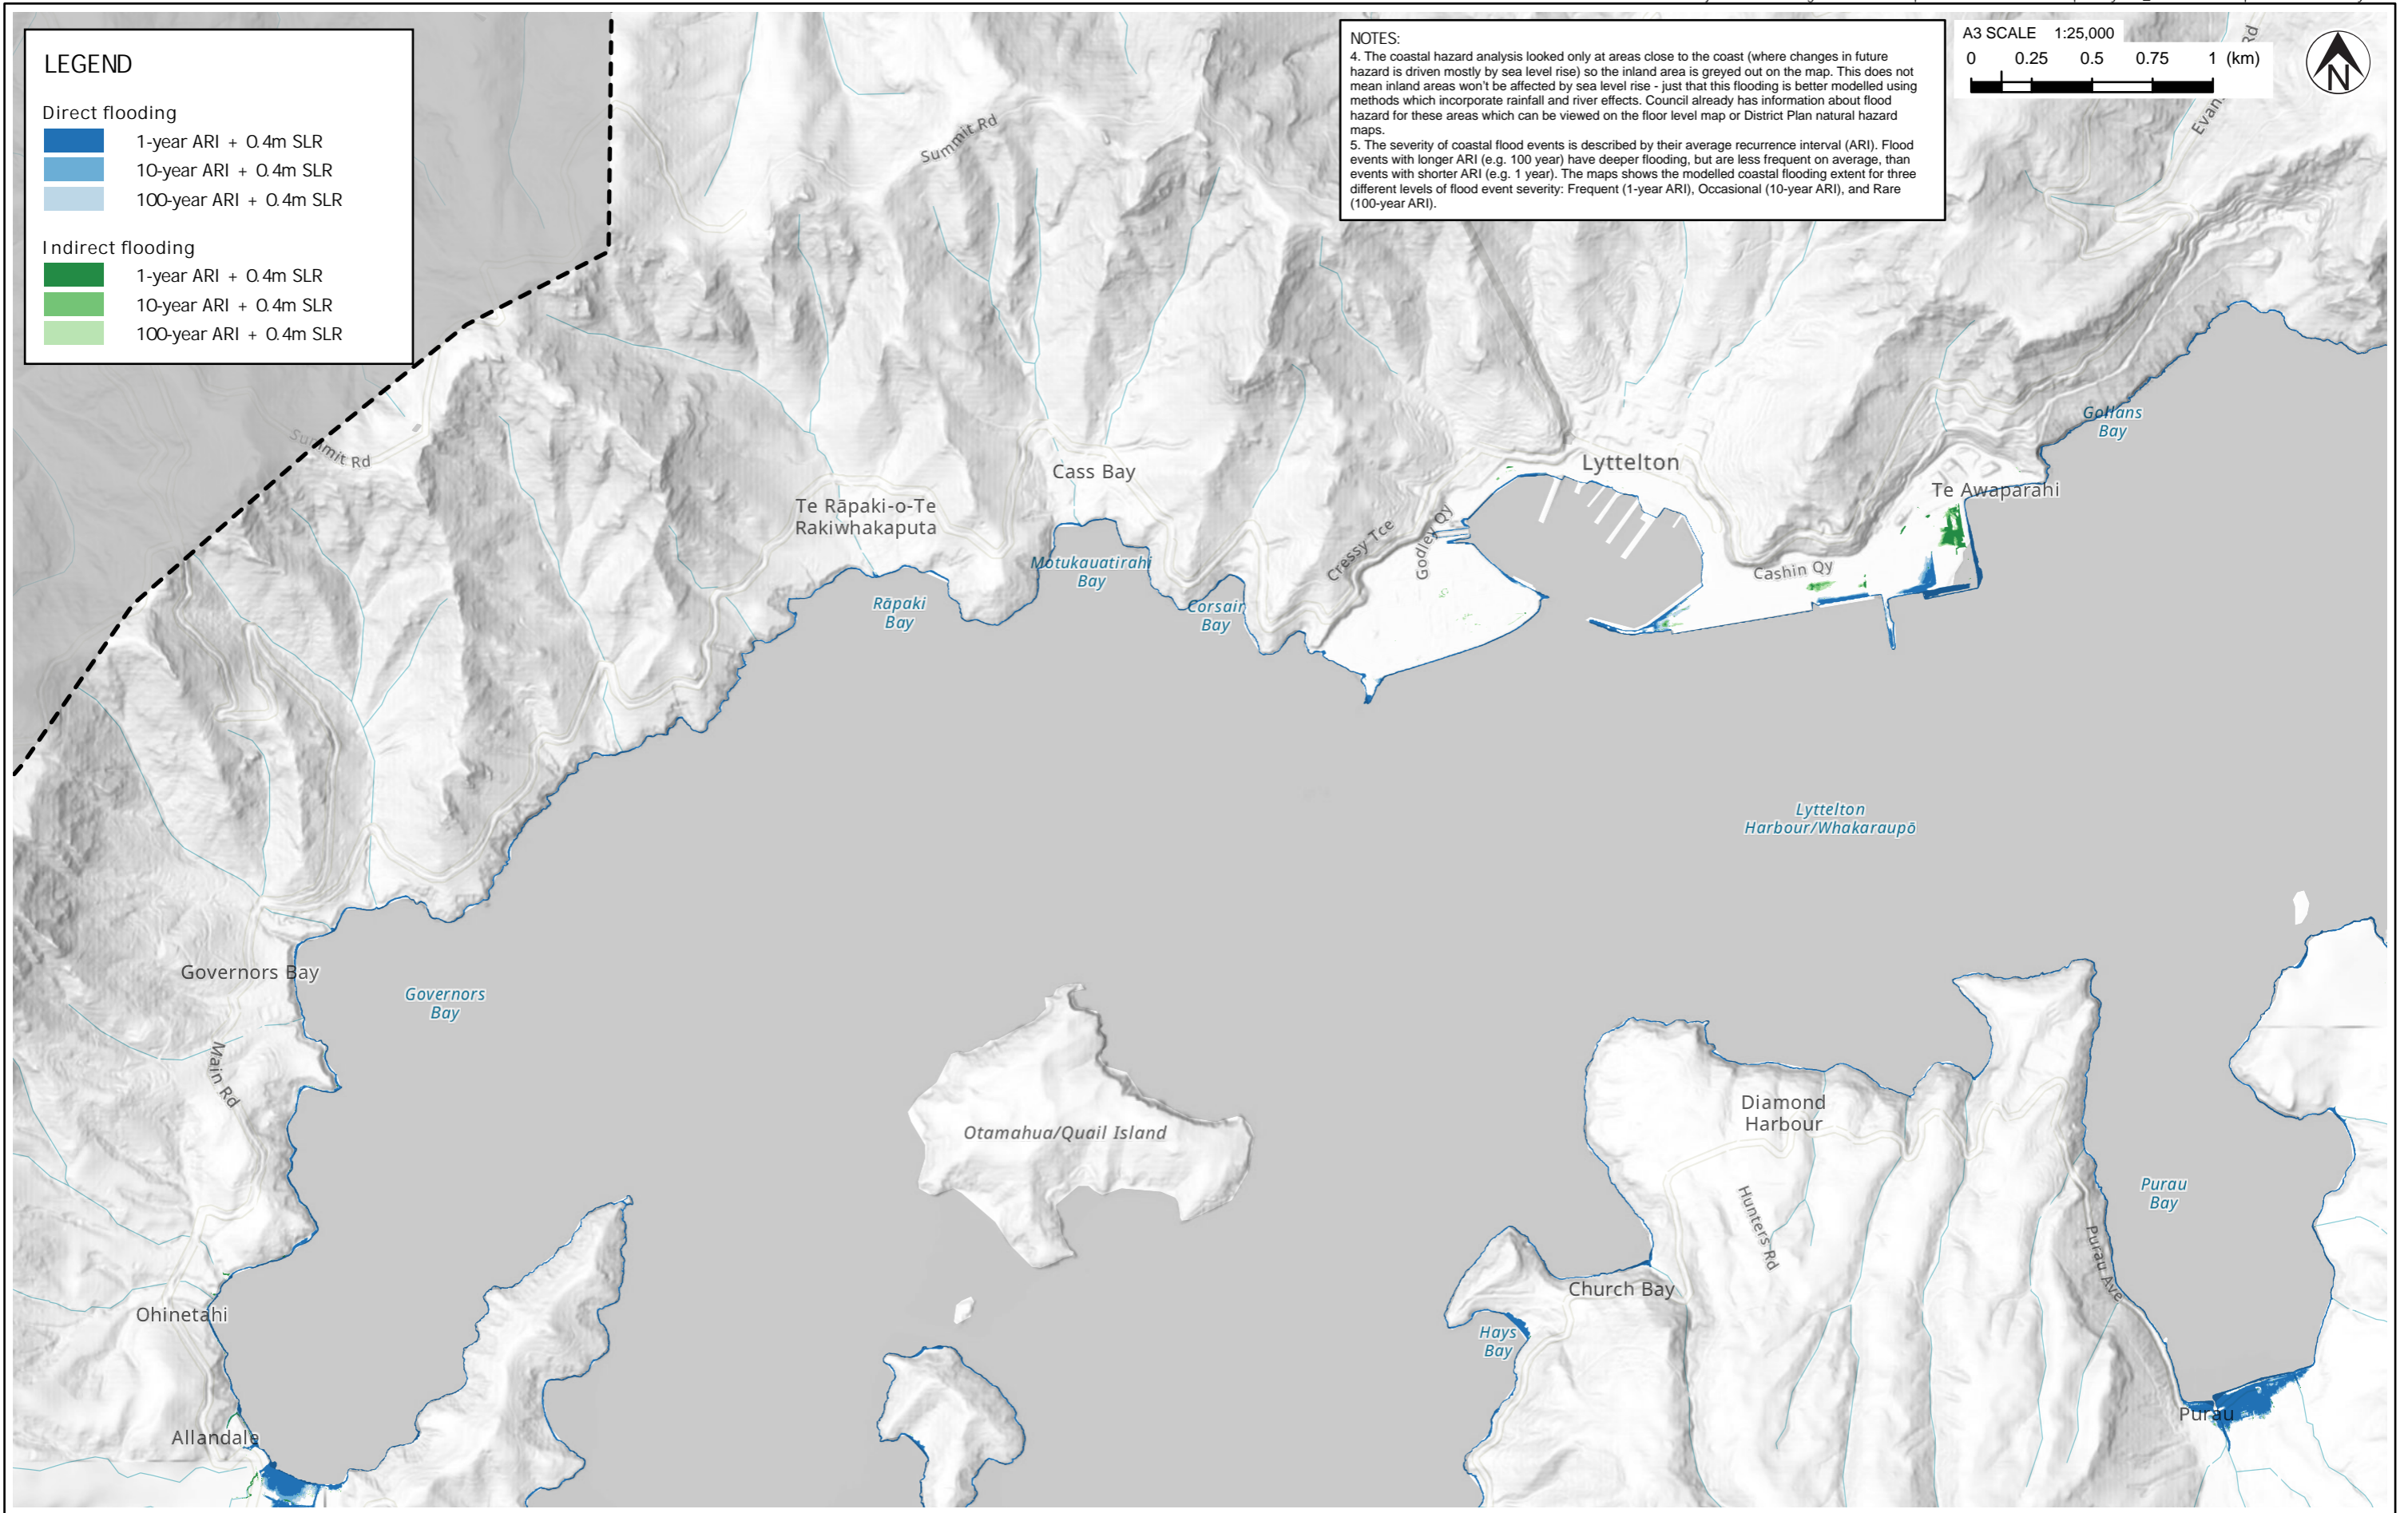 LEGEND
Direct flooding
1-year ARI + 0.4m SLR
10-year ARI + 0.4m SLR
100-year ARI + 0.4m SLR
Indirect flooding
1-year ARI + 0.4m SLR
10-year ARI + 0.4m SLR
100-year ARI + 0.4m SLR
NOTES:
4. The coastal hazard analysis looked only at areas close to the coast (where changes in future
hazard is driven mostly by sea level rise) so the inland area is greyed out on the map. This does not
mean inland areas won't be affected by sea level rise - just that this flooding is better modelled using
methods which incorporate rainfall and river effects. Council already has information about flood
hazard for these areas which can be viewed on the floor level map or District Plan natural hazard
maps.
5. The severity of coastal flood events is described by their average recurrence interval (ARI). Flood
events with longer ARI (e.g. 100 year) have deeper flooding, but are less frequent on average, than
events with shorter ARI (e.g. 1 year). The maps shows the modelled coastal flooding extent for three
different levels of flood event severity: Frequent (1-year ARI), Occasional (10-year ARI), and Rare
(100-year ARI).
A3 SCALE 1:25,000
0 0.25 0.5 0.75 1 (km)
N
Rd
Summit Rd
Summit Rd
Gollans
Bay
Lyttelton
Cass Bay
Te Awaparahi
Te Rāpaki-o-Te
Rakiwhakaputa
Cressy Tce
Godley Qy
Cashin Qy
Motukauatirahi
Bay
Rāpaki
Bay
Corsair
Bay
Lyttelton
Harbour/Whakaraupō
Governors Bay
Governors
Bay
Main Rd
Otamahua/Quail Island
Diamond
Harbour
Hunters Rd
Purau
Bay
Purau Ave
Church Bay
Hays
Bay
Ohinetahi
Allandale
Purau